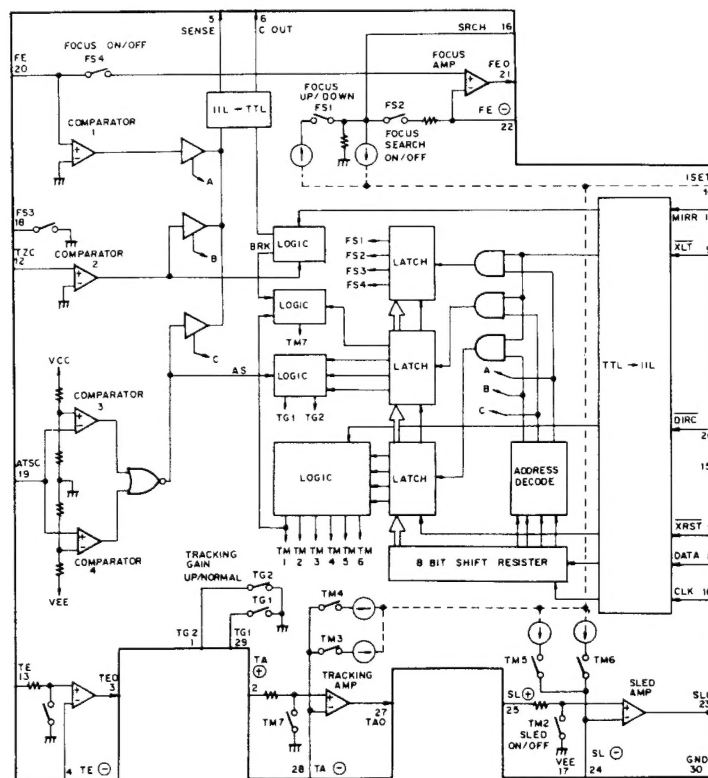 5 6
SENSE C OUT
SRCH 16
FOCUS ON/OFF
FS4
FE
20
FOCUS
AMP
FEO
21
FOCUS
UP/DOWN
FS1
FS2
FE ⊖
22
IIL → TTL
COMPARATOR
1
FOCUS
SEARCH
ON/OFF
A
ISET
FS3
18
MIRR
TZC
12
COMPARATOR
2
B
BRK
LOGIC
FS1
FS2
FS3
FS4
LATCH
XLT
LOGIC
TM7
LATCH
TTL → IIL
VCC
C
AS
LOGIC
TG1 TG2
A
B
C
COMPARATOR
3
DIRC
ATSC
19
LOGIC
LATCH
ADDRESS
DECODE
15
COMPARATOR
4
VEE
TM TM TM TM TM TM
1 2 3 4 5 6
8 BIT SHIFT RESISTER
XRST
DATA
CLK
TRACKING
GAIN
UP/NORMAL
TG2
TG1
TM4
TM3
TG2
1
TG1
29
TM5
TM6
TE
13
TEO
3
TA
⊕
2
TRACKING
AMP
27
TAO
TM7
SL ⊕
25
SLED
AMP
TM2
SLED
ON/OFF
VEE
17
SL ⊖
24
23
GND
30
4 TE ⊖
28 TA ⊖